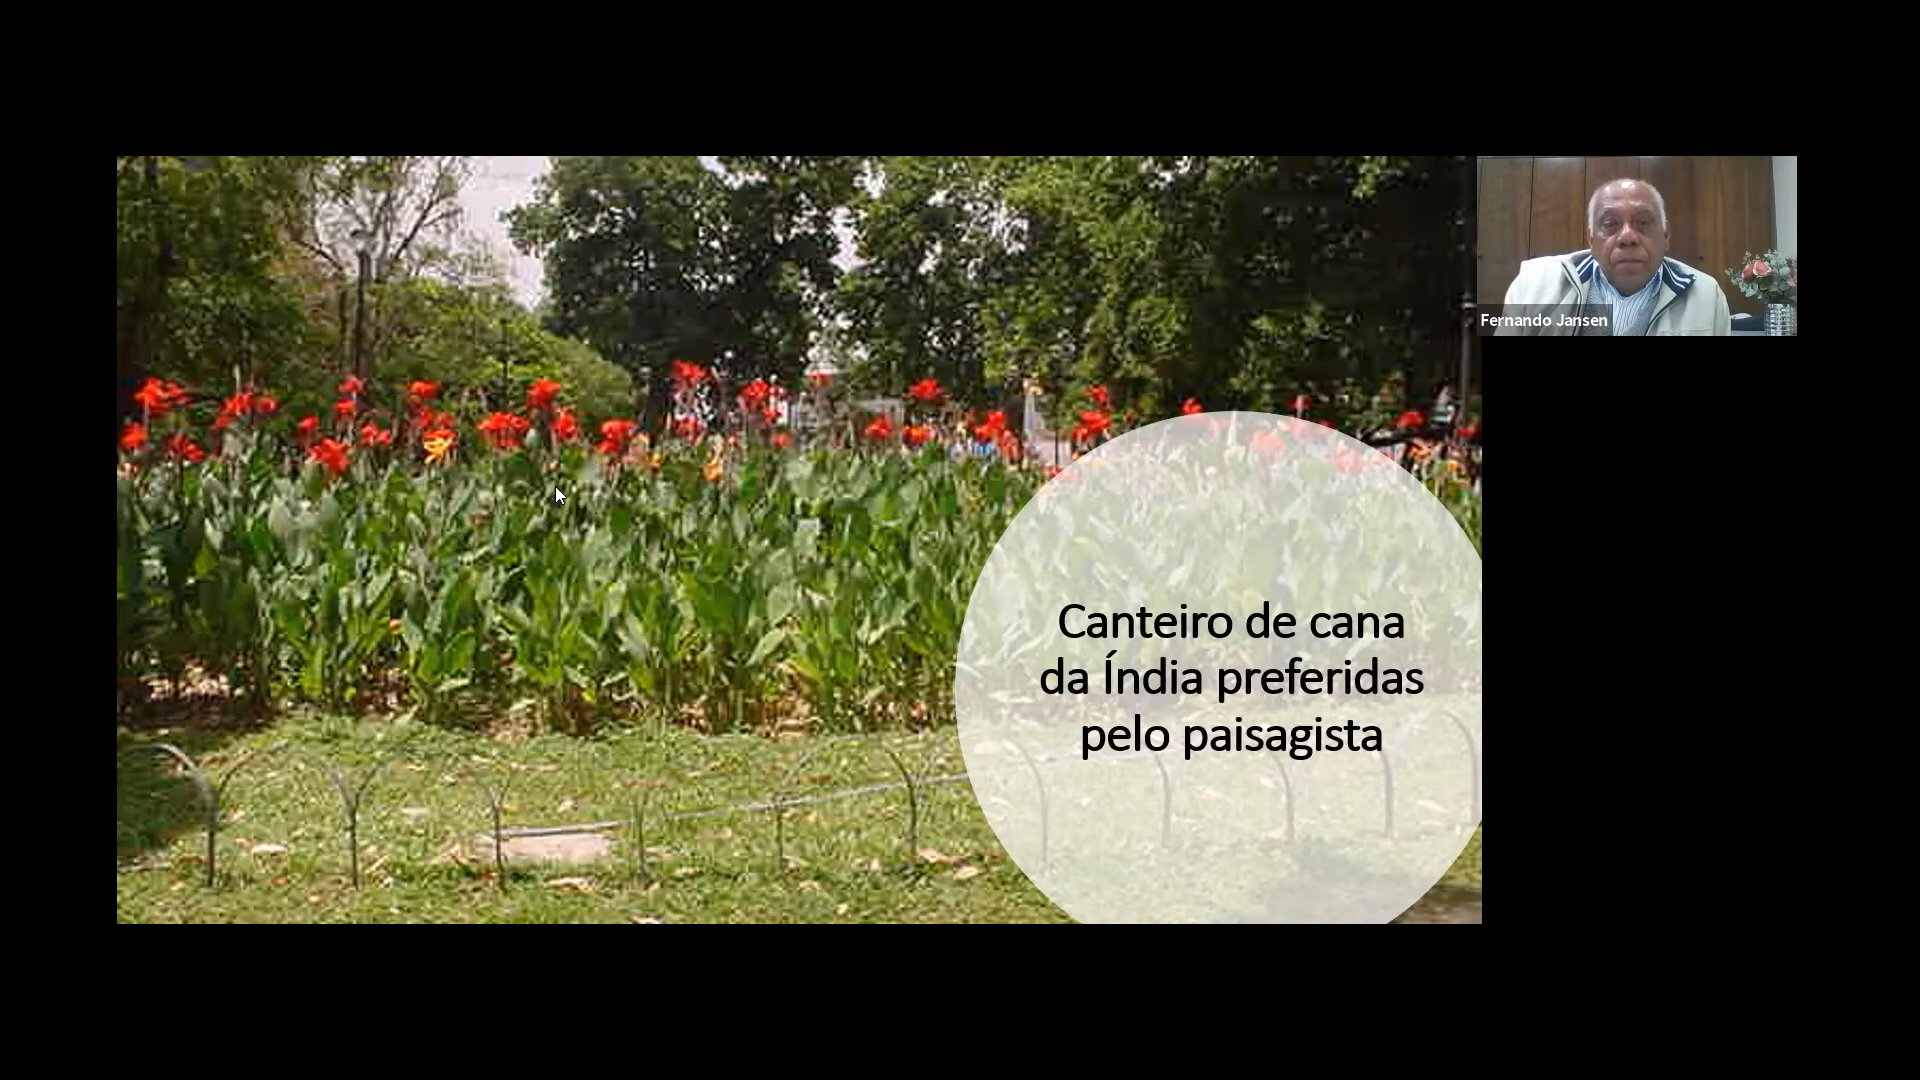 Fernando Jansen
Canteiro de cana
da Índia preferidas
pelo paisagista